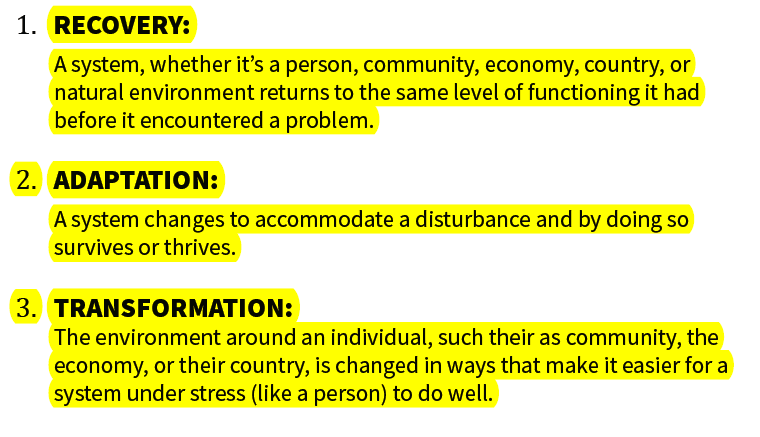 1. RECOVERY:
A system, whether it’s a person, community, economy, country, or
natural environment returns to the same level of functioning it had
before it encountered a problem.
2. ADAPTATION:
A system changes to accommodate a disturbance and by doing so
survives or thrives.
3. TRANSFORMATION:
The environment around an individual, such their as community, the
economy, or their country, is changed in ways that make it easier for a
system under stress (like a person) to do well.